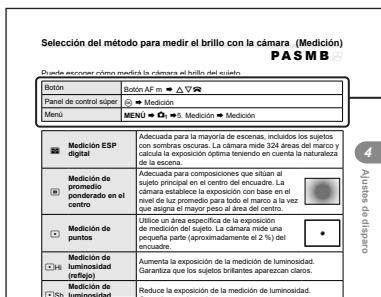 Selección del método para medir el brillo con la cámara (Medición)
PASMB
Puede escoger cómo medirá la cámara el brillo del sujeto.
Botón
Botón AF m ➡ △▽
Panel de control súper
➡ Medición
Menú
MENÚ ➡ 1 ➡5. Medición ➡ Medición
Medición ESP
digital
Adecuada para la mayoría de escenas, incluidos los sujetos
con sombras oscuras. La cámara mide 324 áreas del marco y
calcula la exposición óptima teniendo en cuenta la naturaleza
de la escena.
Medición de
promedio
ponderado en el
centro
Adecuada para composiciones que sitúan al
sujeto principal en el centro del encuadre. La
cámara establece la exposición con base en el
nivel de luz promedio para todo el marco a la vez
que asigna el mayor peso al área del centro.
Medición de
puntos
Utilice un área específica de la exposición
de medición del sujeto. La cámara mide una
pequeña parte (aproximadamente el 2 %) del
encuadre.
Hi
Medición de
luminosidad
(reflejo)
Aumenta la exposición de la medición de luminosidad.
Garantiza que los sujetos brillantes aparezcan claros.
Sh
Medición de
luminosidad
Reduce la exposición de la medición de luminosidad.
4
Ajustes de disparo